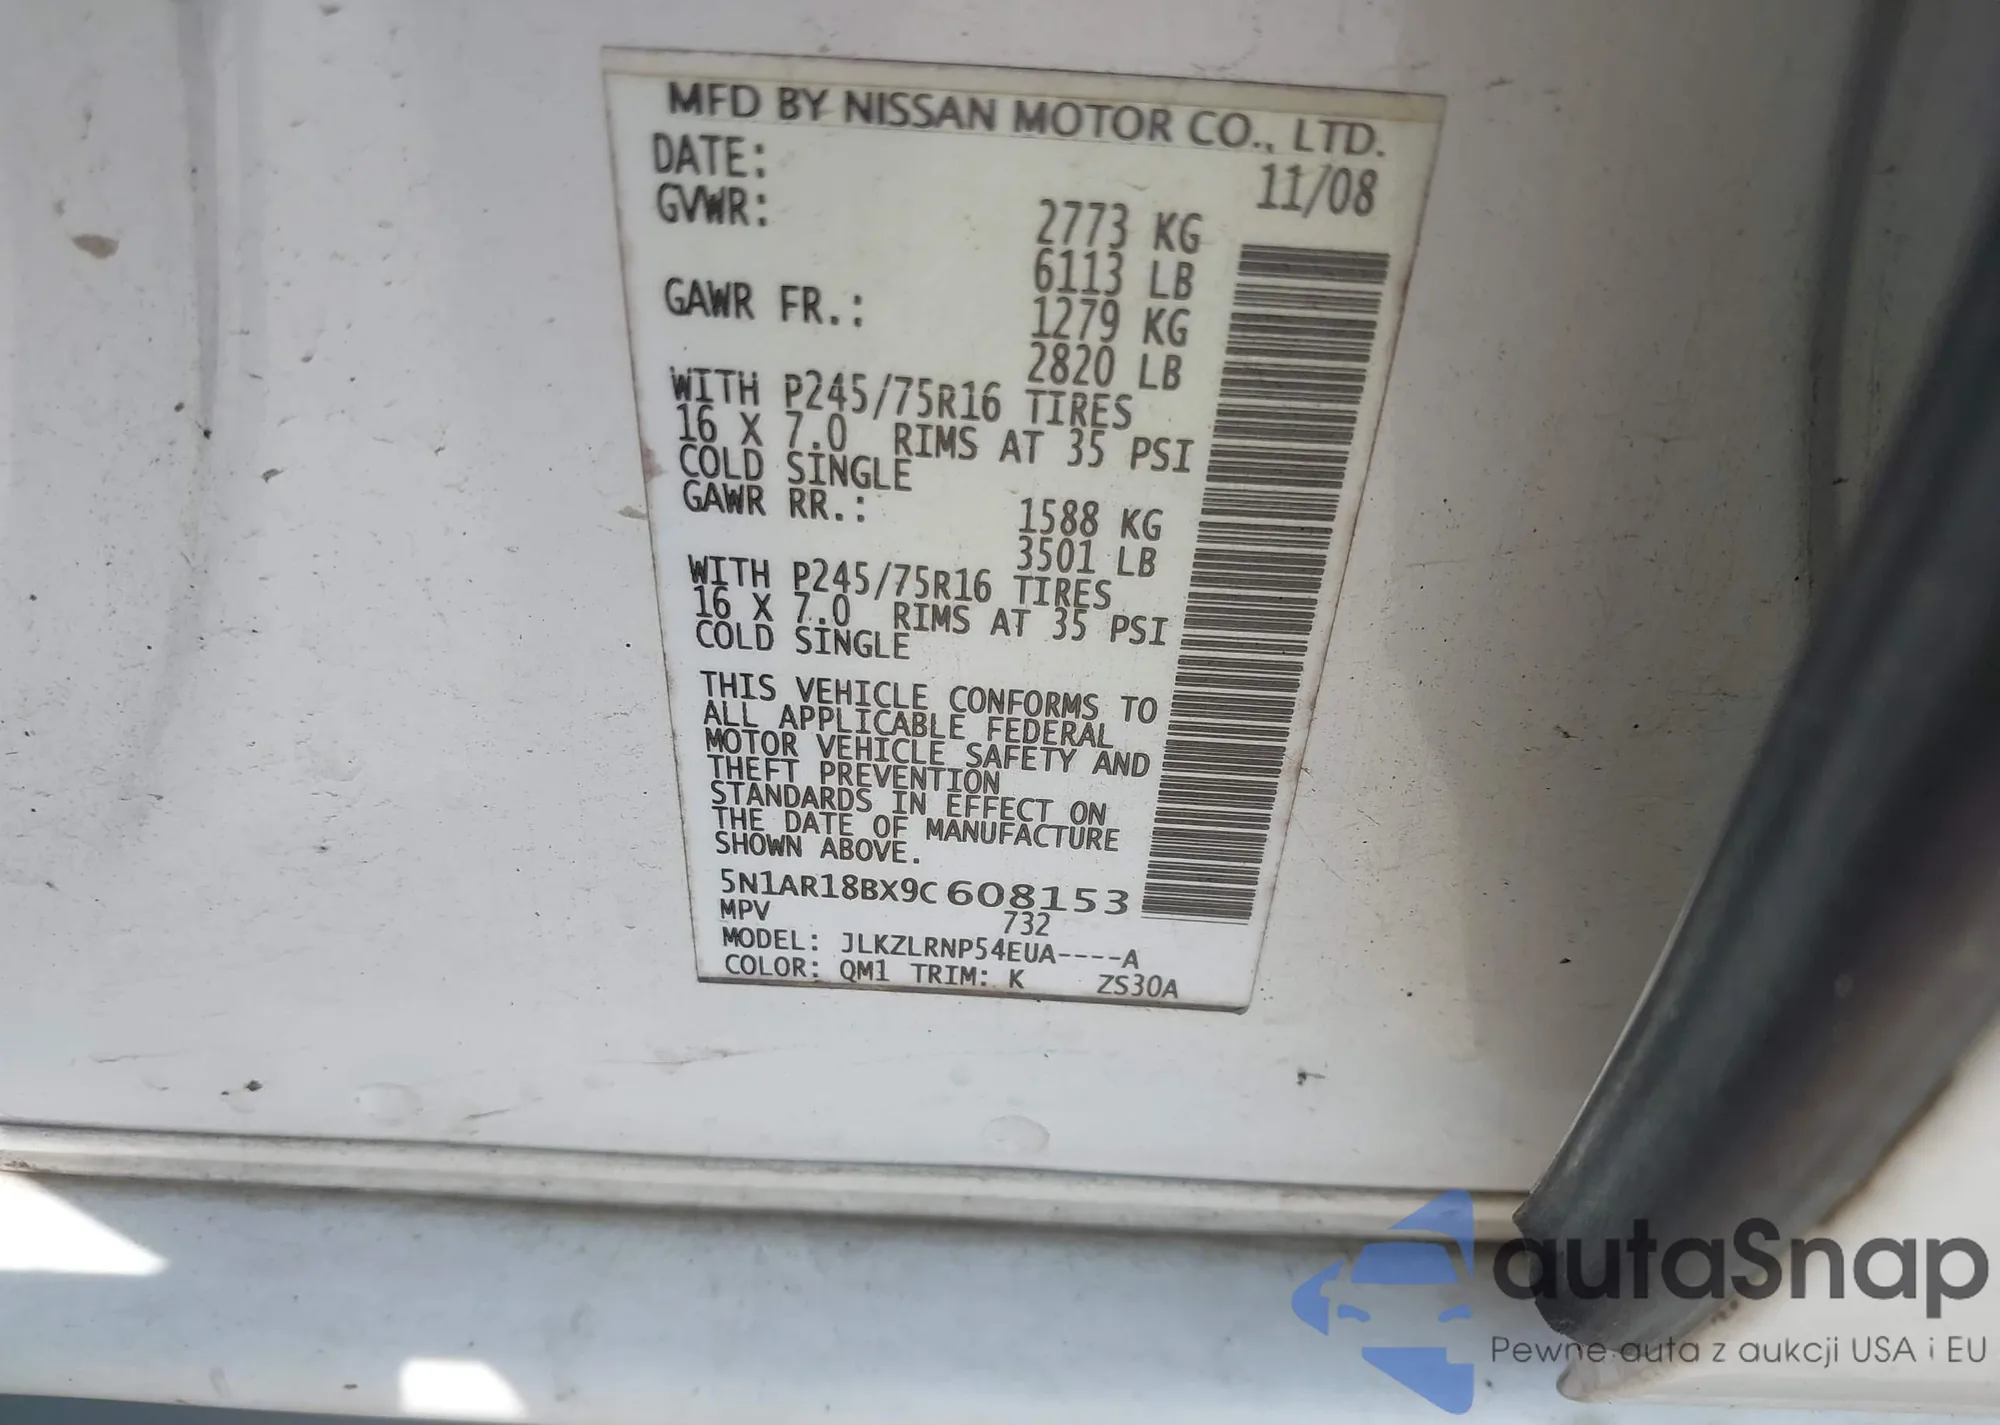 MFD BY NISSAN MOTOR CO., LTD.
DATE: 11/08
GVWR: 2773 KG
6113 LB
GAWR FR.: 1279 KG
2820 LB
WITH P245/75R16 TIRES
16 X 7.0 RIMS AT 35 PSI
COLD SINGLE
GAWR RR.: 1588 KG
3501 LB
WITH P245/75R16 TIRES
16 X 7.0 RIMS AT 35 PSI
COLD SINGLE
THIS VEHICLE CONFORMS TO
ALL APPLICABLE FEDERAL
MOTOR VEHICLE SAFETY AND
THEFT PREVENTION
STANDARDS IN EFFECT ON
THE DATE OF MANUFACTURE
SHOWN ABOVE.
5N1AR18BX9C608153
MPV 732
MODEL: JLKZLRNP54EUA----A
COLOR: QM1 TRIM: K ZS30A
autaSnap
Pewne auta z aukcji USA i EU